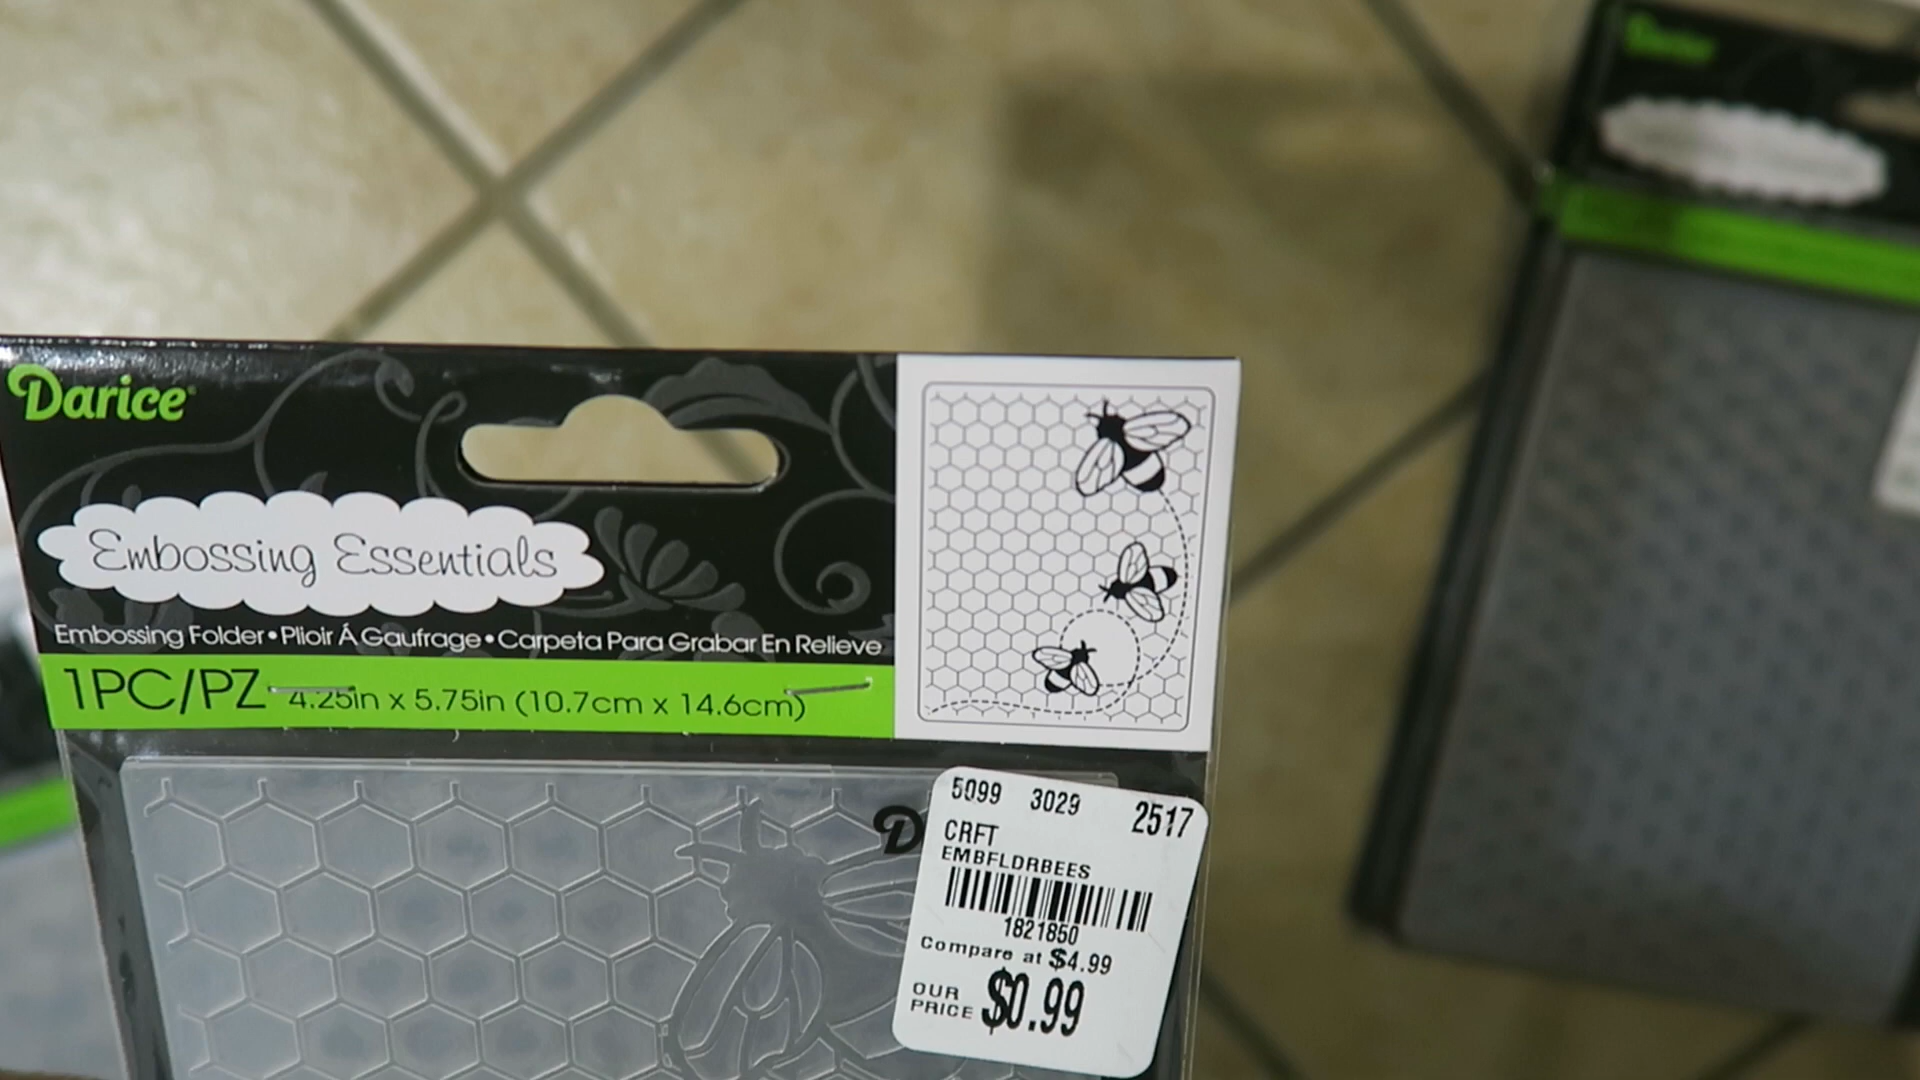 Darice
Embossing Essentials
Embossing Folder • Plioir Á Gaufrage • Carpeta Para Grabar En Relieve
1PC/PZ 4.25in x 5.75in (10.7cm x 14.6cm)
D
5099 3029 2517
CRFT
EMBFLDRBEES
1821850
Compare at $4.99
OUR PRICE $0.99
Darice